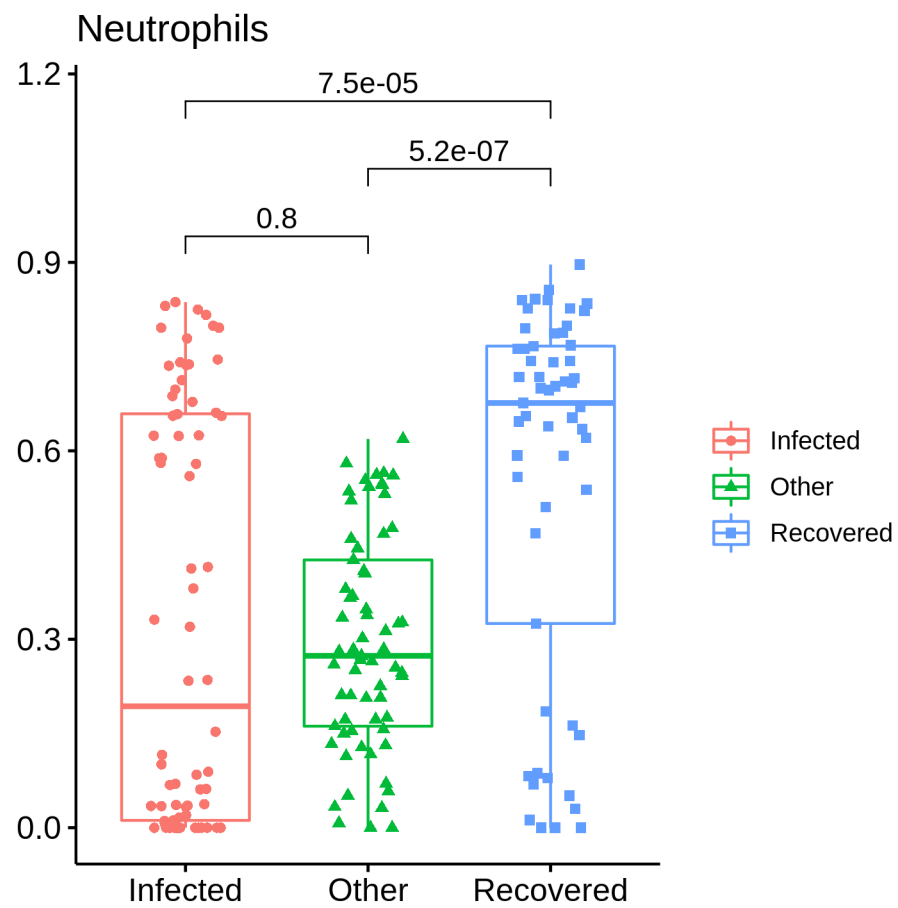 Neutrophils
1.2
7.5e-05
5.2e-07
0.8
0.9
0.6
Infected
Other
Recovered
0.3
0.0
Infected Other Recovered